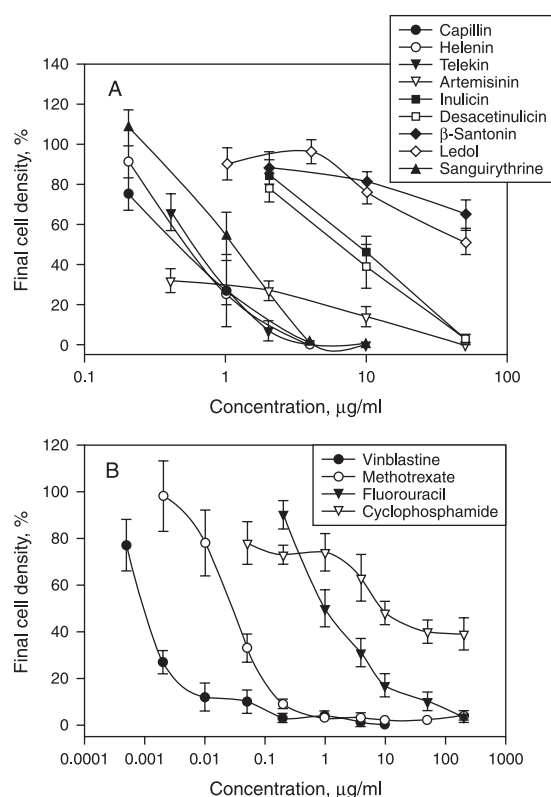 Capillin
Helenin
Telekin
Artemisinin
Inulicin
Desacetinulicin
β-Santonin
Ledol
Sanguirythrine
A
140
120
100
80
60
40
20
0
Final cell density, %
0.1 1 10 100
Concentration, μg/ml
B
Vinblastine
Methotrexate
Fluorouracil
Cyclophosphamide
120
100
80
60
40
20
0
Final cell density, %
0.0001 0.001 0.01 0.1 1 10 100 1000
Concentration, μg/ml